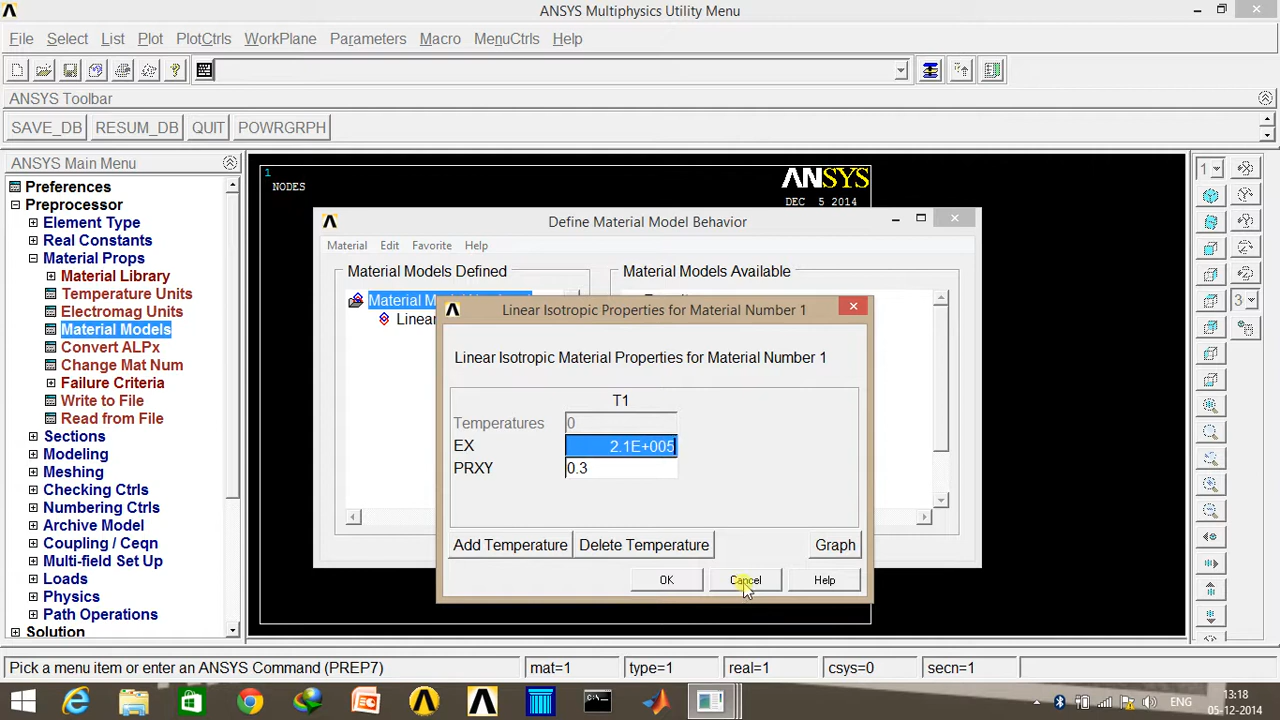 ANSYS Multiphysics Utility Menu
File Select List Plot PlotCtrls WorkPlane Parameters Macro MenuCtrls Help
ANSYS Toolbar
SAVE_DB RESUM_DB QUIT POWRGRPH
ANSYS Main Menu
Preferences
Preprocessor
Element Type
Real Constants
Material Props
Material Library
Temperature Units
Electromag Units
Material Models
Convert ALPx
Change Mat Num
Failure Criteria
Write to File
Read from File
Sections
Modeling
Meshing
Checking Ctrls
Numbering Ctrls
Archive Model
Coupling / Ceqn
Multi-field Set Up
Loads
Physics
Path Operations
Solution
1
NODES
ANSYS
DEC 5 2014
Define Material Model Behavior
Material Edit Favorite Help
Material Models Defined
Material Models Available
Material M
Linear
Linear Isotropic Properties for Material Number 1
Linear Isotropic Material Properties for Material Number 1
T1
Temperatures 0
EX 2.1E+005
PRXY 0.3
Add Temperature Delete Temperature Graph
OK Cancel Help
1
3
Pick a menu item or enter an ANSYS Command (PREP7) mat=1 type=1 real=1 csys=0 secn=1
ENG
13:18
05-12-2014